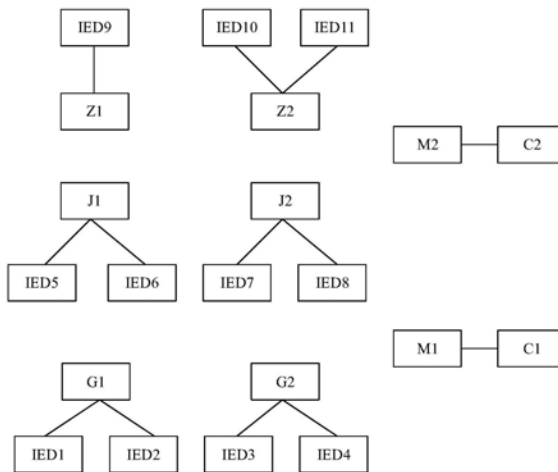 IED9
IED10
IED11
Z1
Z2
M2
C2
J1
J2
IED5
IED6
IED7
IED8
M1
C1
G1
G2
IED1
IED2
IED3
IED4